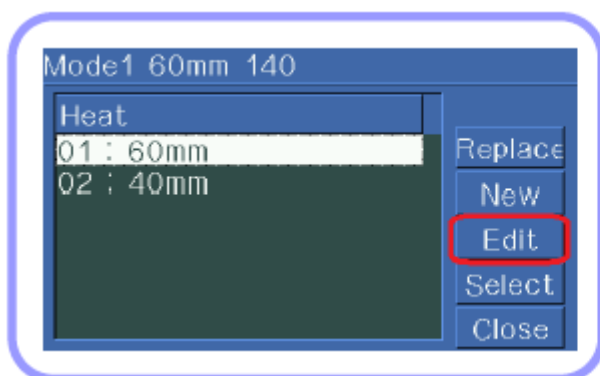 Mode1 60mm 140
Heat
01 : 60mm
02 : 40mm
Replace
New
Edit
Select
Close